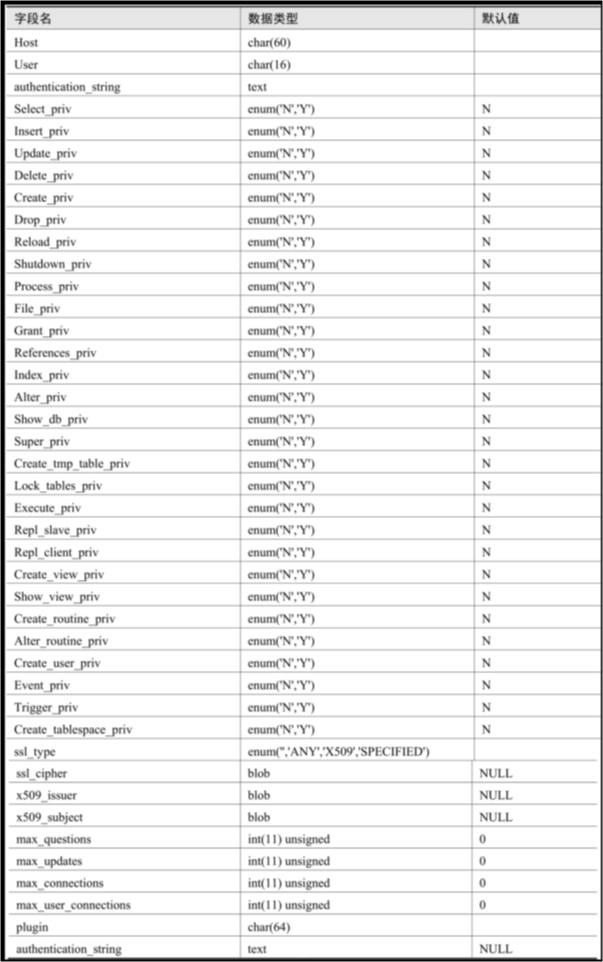 字段名 数据类型 默认值
Host char(60)
User char(16)
authentication_string text
Select_priv enum('N','Y') N
Insert_priv enum('N','Y') N
Update_priv enum('N','Y') N
Delete_priv enum('N','Y') N
Create_priv enum('N','Y') N
Drop_priv enum('N','Y') N
Reload_priv enum('N','Y') N
Shutdown_priv enum('N','Y') N
Process_priv enum('N','Y') N
File_priv enum('N','Y') N
Grant_priv enum('N','Y') N
References_priv enum('N','Y') N
Index_priv enum('N','Y') N
Alter_priv enum('N','Y') N
Show_db_priv enum('N','Y') N
Super_priv enum('N','Y') N
Create_tmp_table_priv enum('N','Y') N
Lock_tables_priv enum('N','Y') N
Execute_priv enum('N','Y') N
Repl_slave_priv enum('N','Y') N
Repl_client_priv enum('N','Y') N
Create_view_priv enum('N','Y') N
Show_view_priv enum('N','Y') N
Create_routine_priv enum('N','Y') N
Alter_routine_priv enum('N','Y') N
Create_user_priv enum('N','Y') N
Event_priv enum('N','Y') N
Trigger_priv enum('N','Y') N
Create_tablespace_priv enum('N','Y') N
ssl_type enum('','ANY','X509','SPECIFIED')
ssl_cipher blob NULL
x509_issuer blob NULL
x509_subject blob NULL
max_questions int(11) unsigned 0
max_updates int(11) unsigned 0
max_connections int(11) unsigned 0
max_user_connections int(11) unsigned 0
plugin char(64)
authentication_string text NULL